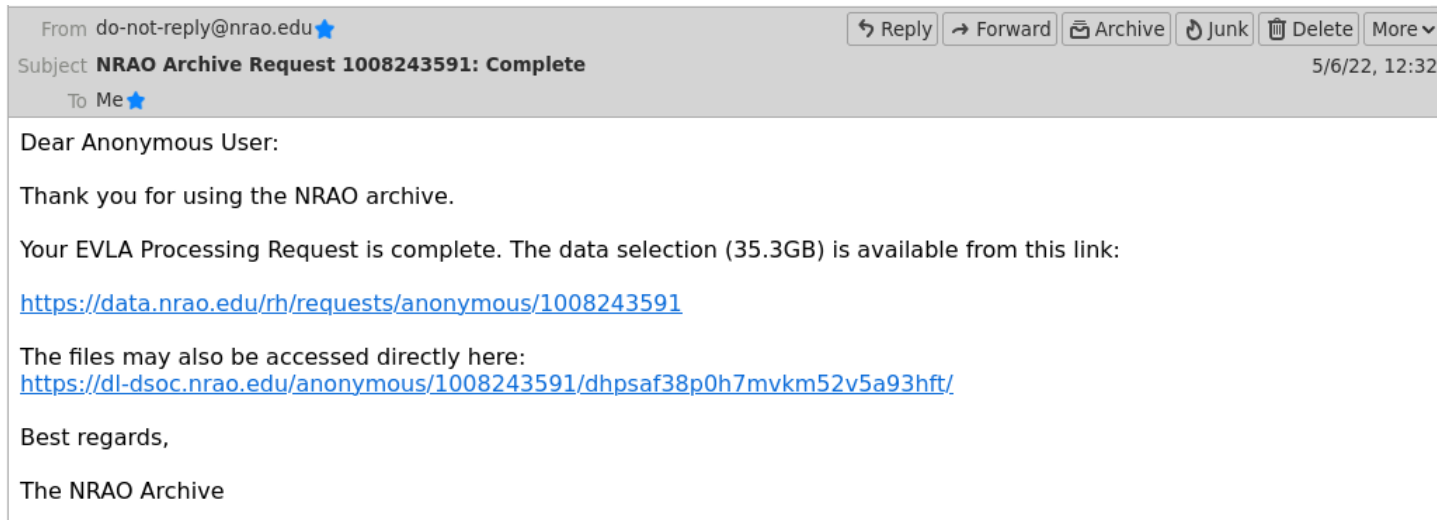 From do-not-reply@nrao.edu Reply Forward Archive Junk Delete More
Subject NRAO Archive Request 1008243591: Complete 5/6/22, 12:32
To Me
Dear Anonymous User:
Thank you for using the NRAO archive.
Your EVLA Processing Request is complete. The data selection (35.3GB) is available from this link:
https://data.nrao.edu/rh/requests/anonymous/1008243591
The files may also be accessed directly here:
https://dl-dsoc.nrao.edu/anonymous/1008243591/dhpsaf38p0h7mvkm52v5a93hft/
Best regards,
The NRAO Archive